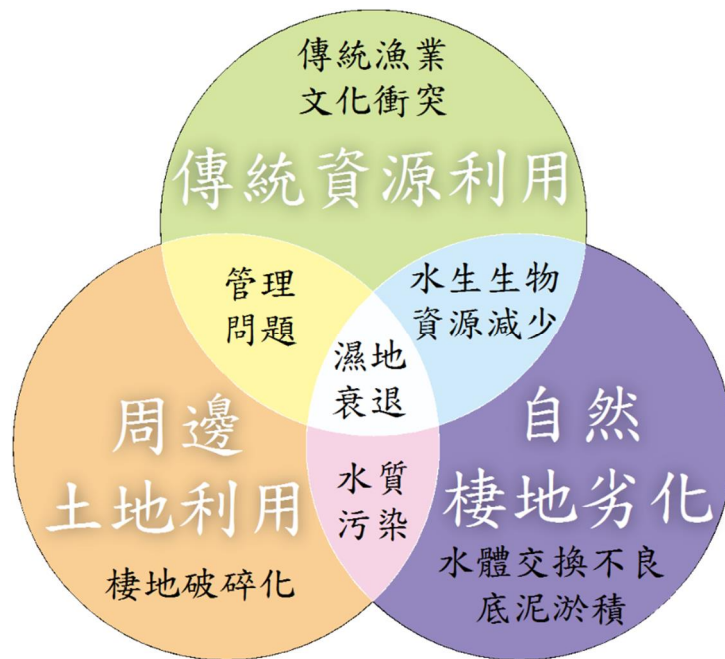 傳統漁業
文化衝突
傳統資源利用
管理
問題
水生生物
資源減少
濕地
衰退
周邊
土地利用
棲地破碎化
水質
污染
自然
棲地劣化
水體交換不良
底泥淤積